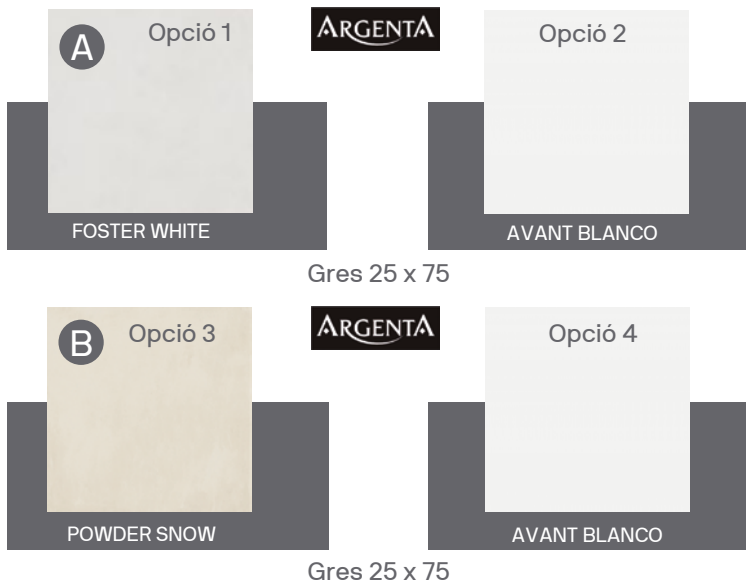 A
Opció 1
ARGENTA
Opció 2
FOSTER WHITE
AVANT BLANCO
Gres 25 x 75
B
Opció 3
ARGENTA
Opció 4
POWDER SNOW
AVANT BLANCO
Gres 25 x 75